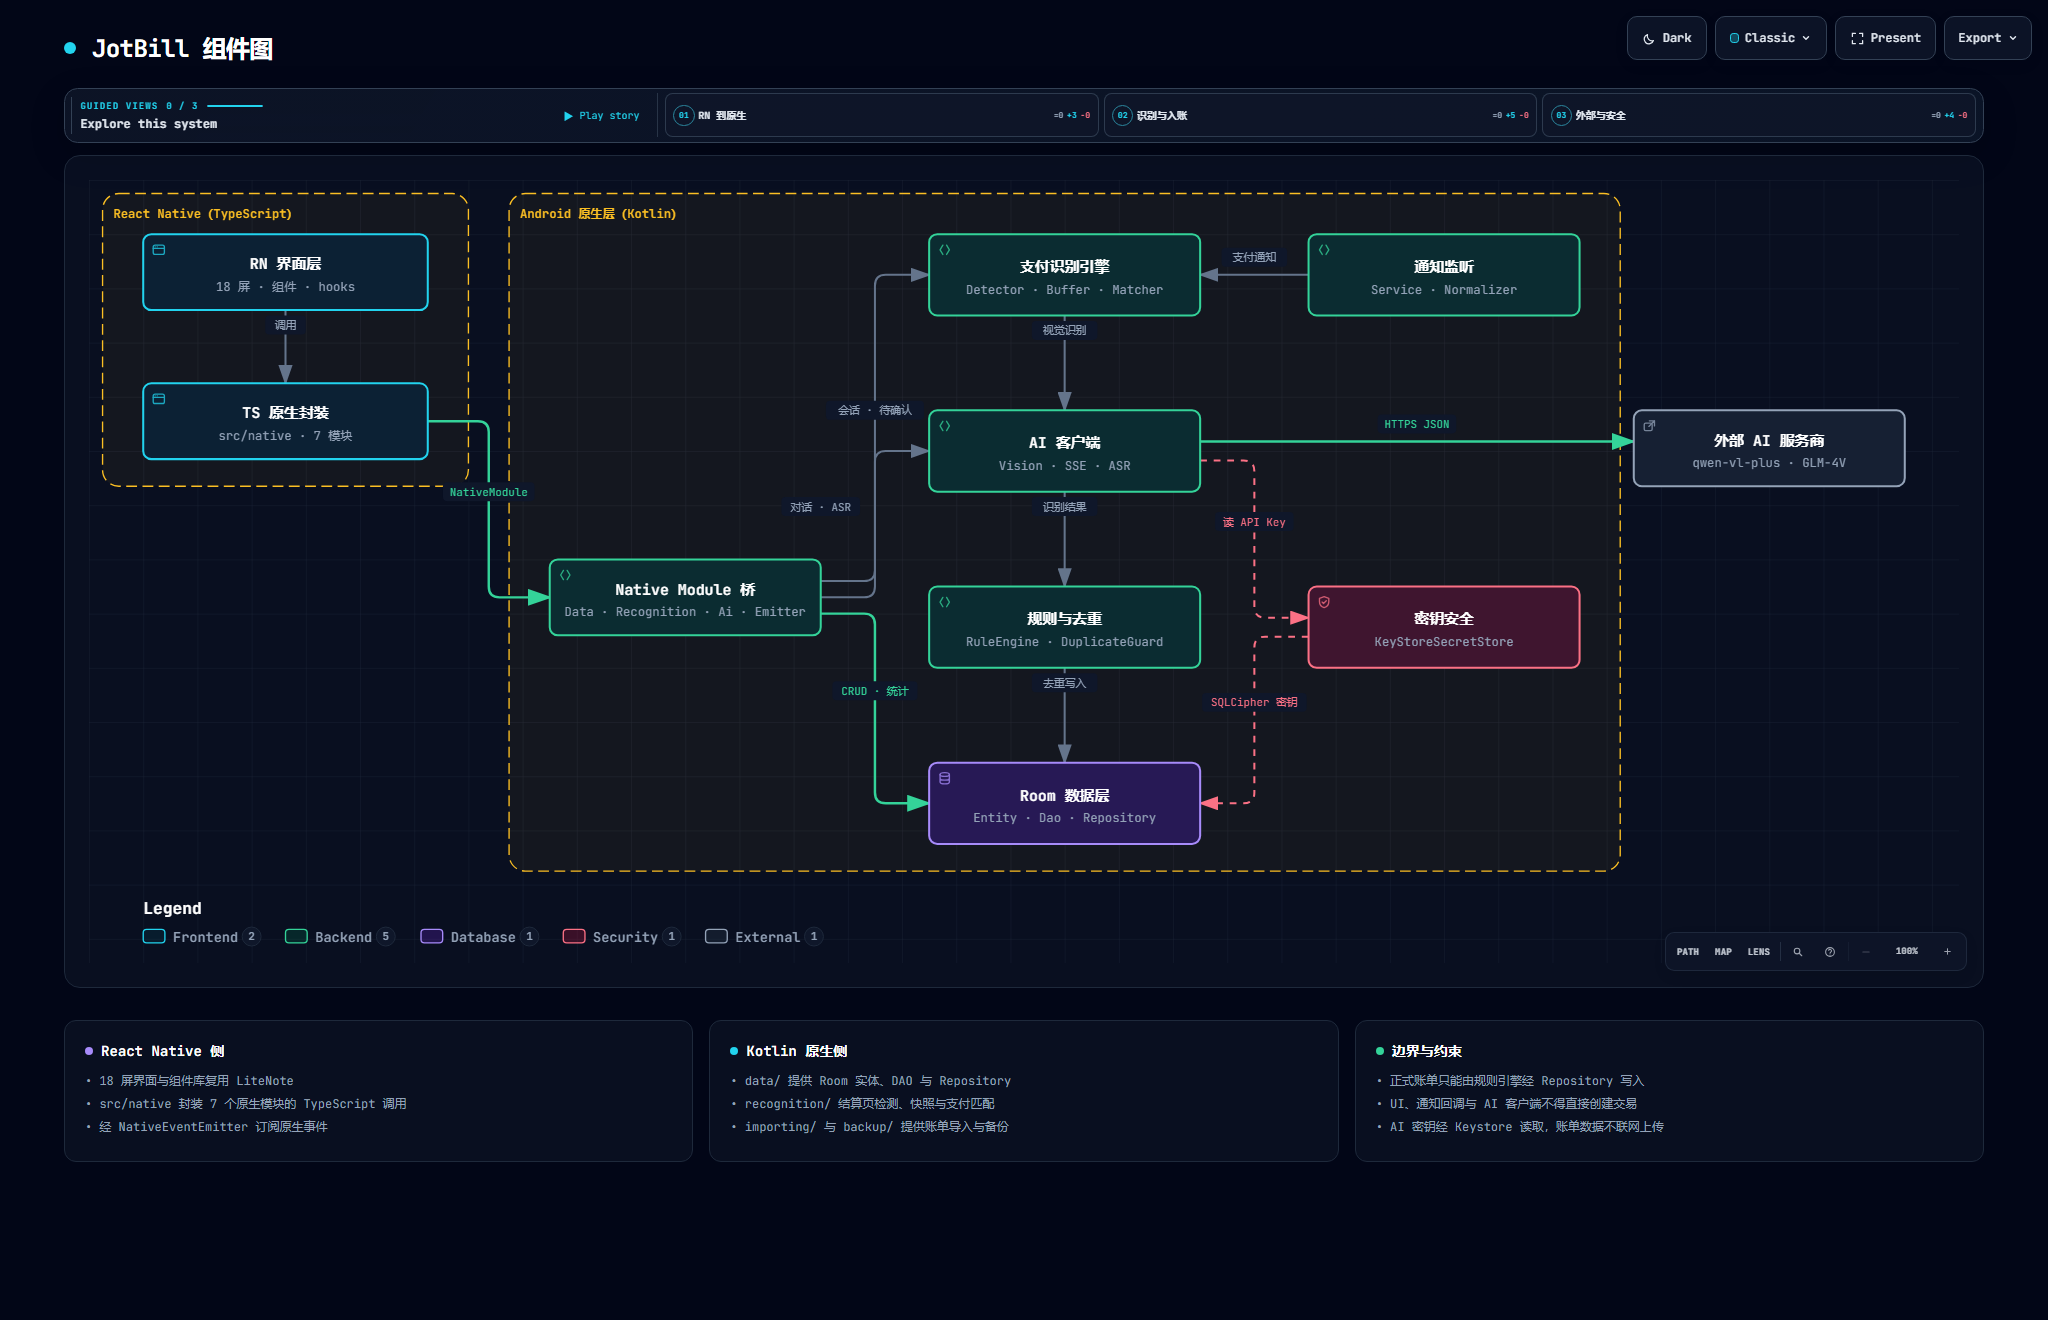 JotBill 组件图
Dark
Classic
Present
Export
GUIDED VIEWS 0 / 3
Explore this system
Play story
01 RN 到原生 =0 +3 -0
02 识别与入账 =0 +5 -0
03 外部与安全 =0 +4 -0
React Native (TypeScript)
RN 界面层
18 屏 · 组件 · hooks
调用
TS 原生封装
src/native · 7 模块
NativeModule
Android 原生层 (Kotlin)
支付识别引擎
Detector · Buffer · Matcher
支付通知
通知监听
Service · Normalizer
视觉识别
会话 · 待确认
AI 客户端
Vision · SSE · ASR
HTTPS JSON
外部 AI 服务商
qwen-vl-plus · GLM-4V
对话 · ASR
识别结果
读 API Key
Native Module 桥
Data · Recognition · Ai · Emitter
规则与去重
RuleEngine · DuplicateGuard
密钥安全
KeyStoreSecretStore
CRUD · 统计
去重写入
SQLCipher 密钥
Room 数据层
Entity · Dao · Repository
Legend
Frontend 2
Backend 5
Database 1
Security 1
External 1
PATH MAP LENS — 100% +
React Native 侧
• 18 屏界面与组件库复用 LiteNote
• src/native 封装 7 个原生模块的 TypeScript 调用
• 经 NativeEventEmitter 订阅原生事件
Kotlin 原生侧
• data/ 提供 Room 实体、DAO 与 Repository
• recognition/ 结算页检测、快照与支付匹配
• importing/ 与 backup/ 提供账单导入与备份
边界与约束
• 正式账单只能由规则引擎经 Repository 写入
• UI、通知回调与 AI 客户端不得直接创建交易
• AI 密钥经 Keystore 读取，账单数据不联网上传